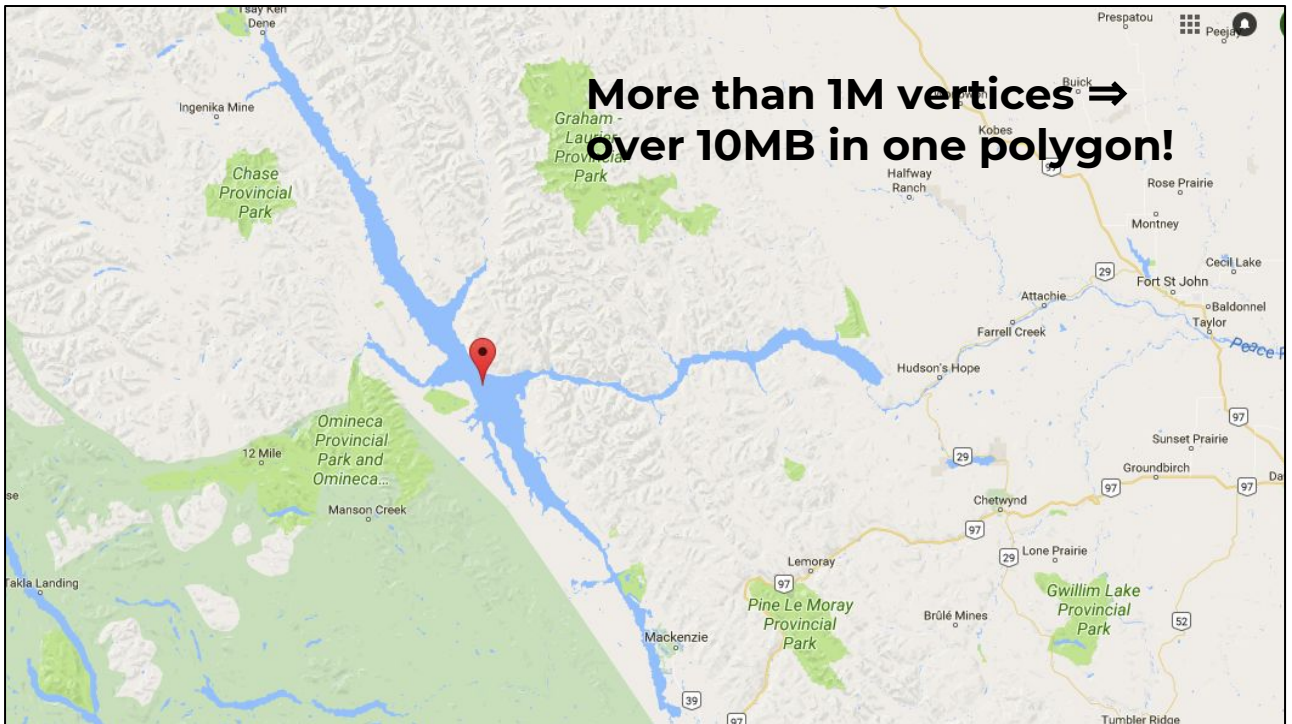 Tsay Ken
Dene
Prespatou
Peejay
More than 1M vertices ⇒
over 10MB in one polygon!
Buick
Ingenika Mine
Graham -
Laurier
Provincial
Park
Kobes
97
Halfway
Ranch
Chase
Provincial
Park
Rose Prairie
Montney
Cecil Lake
29
Fort St John
Attachie
Baldonnel
Taylor
Farrell Creek
Peace
Hudson's Hope
97
Omineca
Provincial
Park and
Omineca...
12 Mile
Sunset Prairie
29
Groundbirch
97
97
Manson Creek
Chetwynd
97
29
Lone Prairie
Lemoray
97
Takla Landing
Pine Le Moray
Provincial
Park
Gwillim Lake
Provincial
Park
Brûlé Mines
52
Mackenzie
39
97
Tumbler Ridge